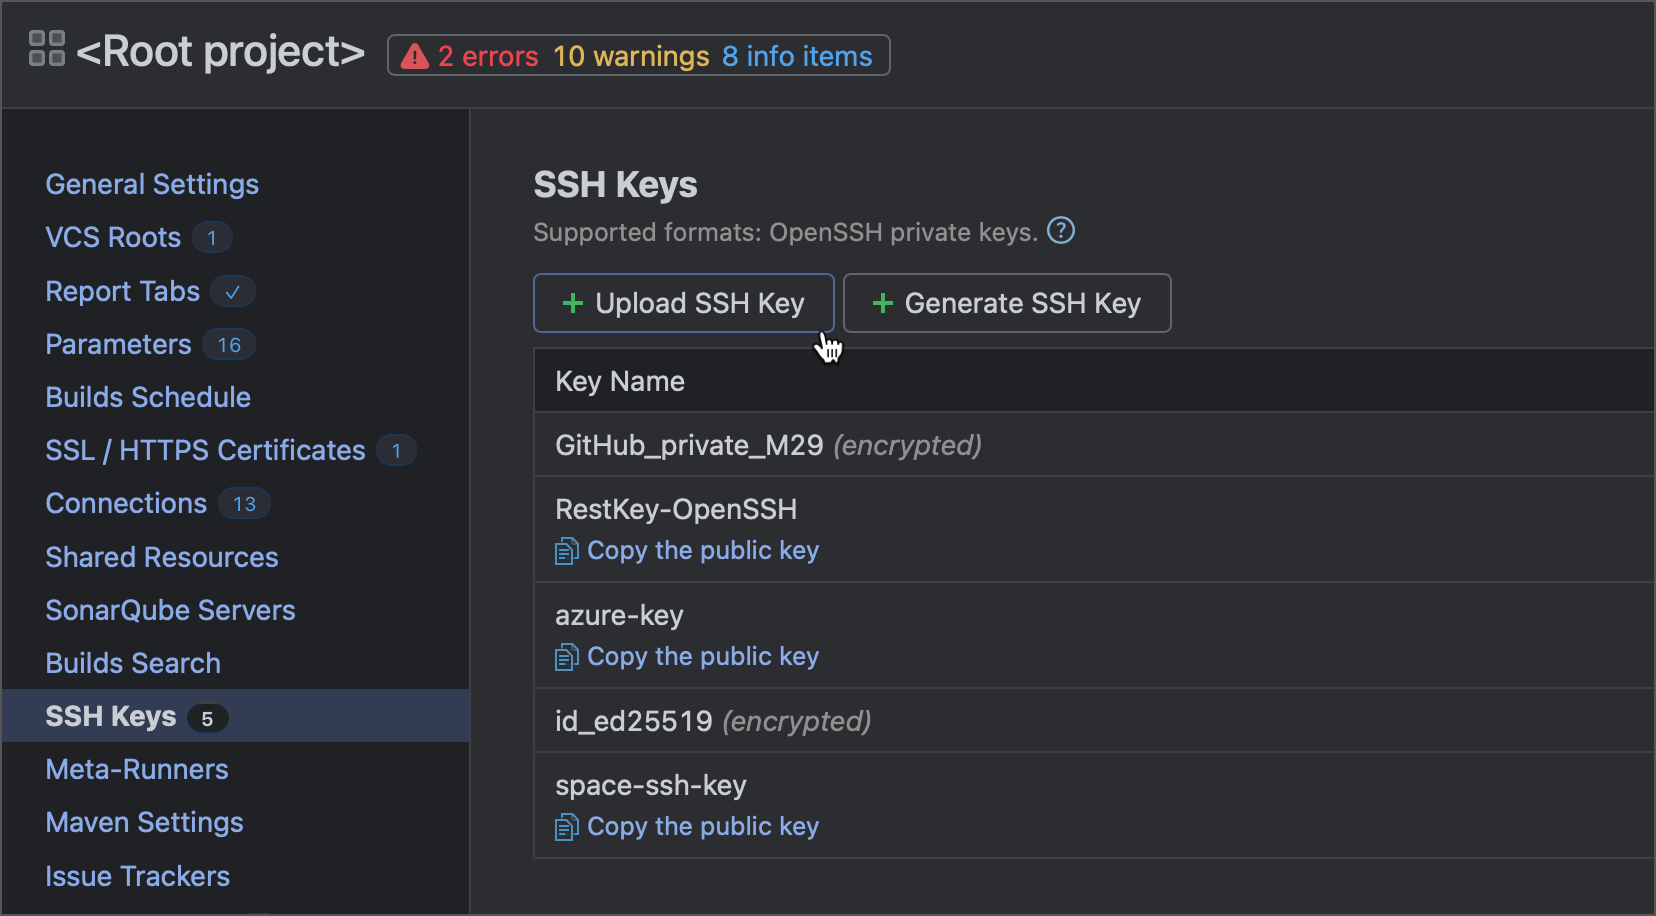 <Root project>
2 errors 10 warnings 8 info items
General Settings
VCS Roots 1
Report Tabs ✓
Parameters 16
Builds Schedule
SSL / HTTPS Certificates 1
Connections 13
Shared Resources
SonarQube Servers
Builds Search
SSH Keys 5
Meta-Runners
Maven Settings
Issue Trackers
SSH Keys
Supported formats: OpenSSH private keys. ?
+ Upload SSH Key
+ Generate SSH Key
Key Name
GitHub_private_M29 (encrypted)
RestKey-OpenSSH
Copy the public key
azure-key
Copy the public key
id_ed25519 (encrypted)
space-ssh-key
Copy the public key